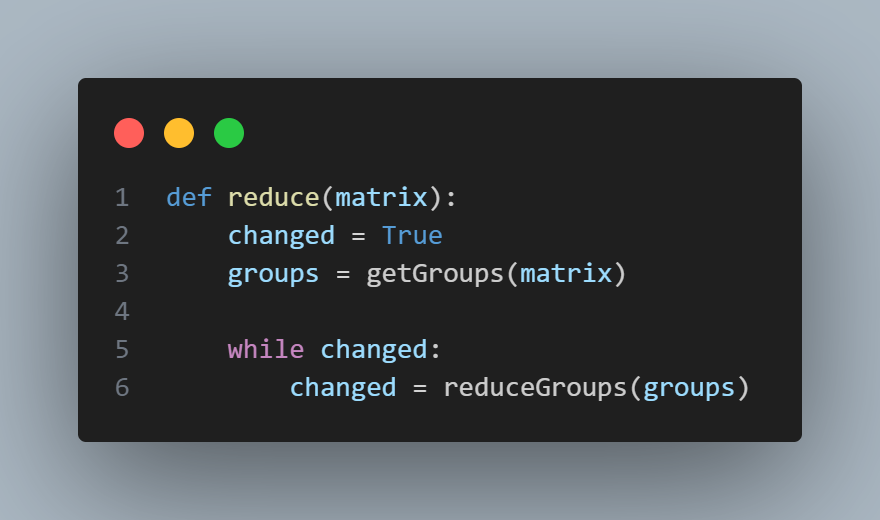 1 def reduce(matrix):
2     changed = True
3     groups = getGroups(matrix)
4
5     while changed:
6         changed = reduceGroups(groups)